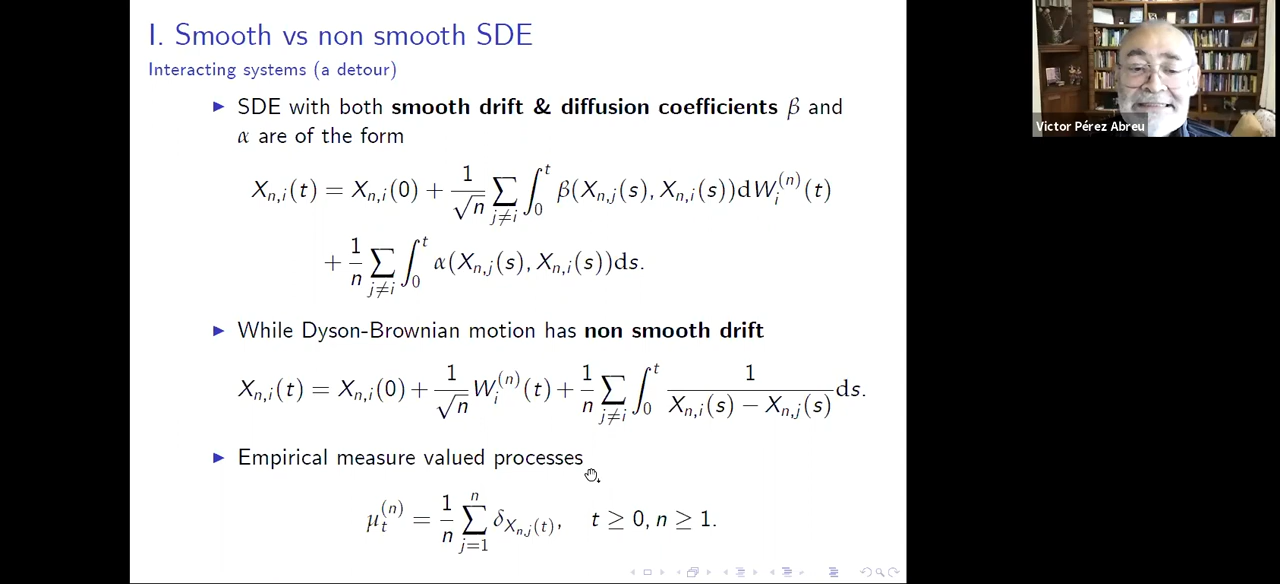 I. Smooth vs non smooth SDE
Interacting systems (a detour)
▶ SDE with both smooth drift & diffusion coefficients β and
α are of the form
X_{n,i}(t) = X_{n,i}(0) + \frac{1}{\sqrt{n}} \sum_{j≠i} \int_0^t β(X_{n,j}(s), X_{n,i}(s))dW_i^{(n)}(t)
+ \frac{1}{n} \sum_{j≠i} \int_0^t α(X_{n,j}(s), X_{n,i}(s))ds.
▶ While Dyson-Brownian motion has non smooth drift
X_{n,i}(t) = X_{n,i}(0) + \frac{1}{\sqrt{n}} W_i^{(n)}(t) + \frac{1}{n} \sum_{j≠i} \int_0^t \frac{1}{X_{n,i}(s) − X_{n,j}(s)} ds.
▶ Empirical measure valued processes
μ_t^{(n)} = \frac{1}{n} \sum_{j=1}^n δ_{X_{n,j}(t)}, t ≥ 0, n ≥ 1.
Victor Pérez Abreu